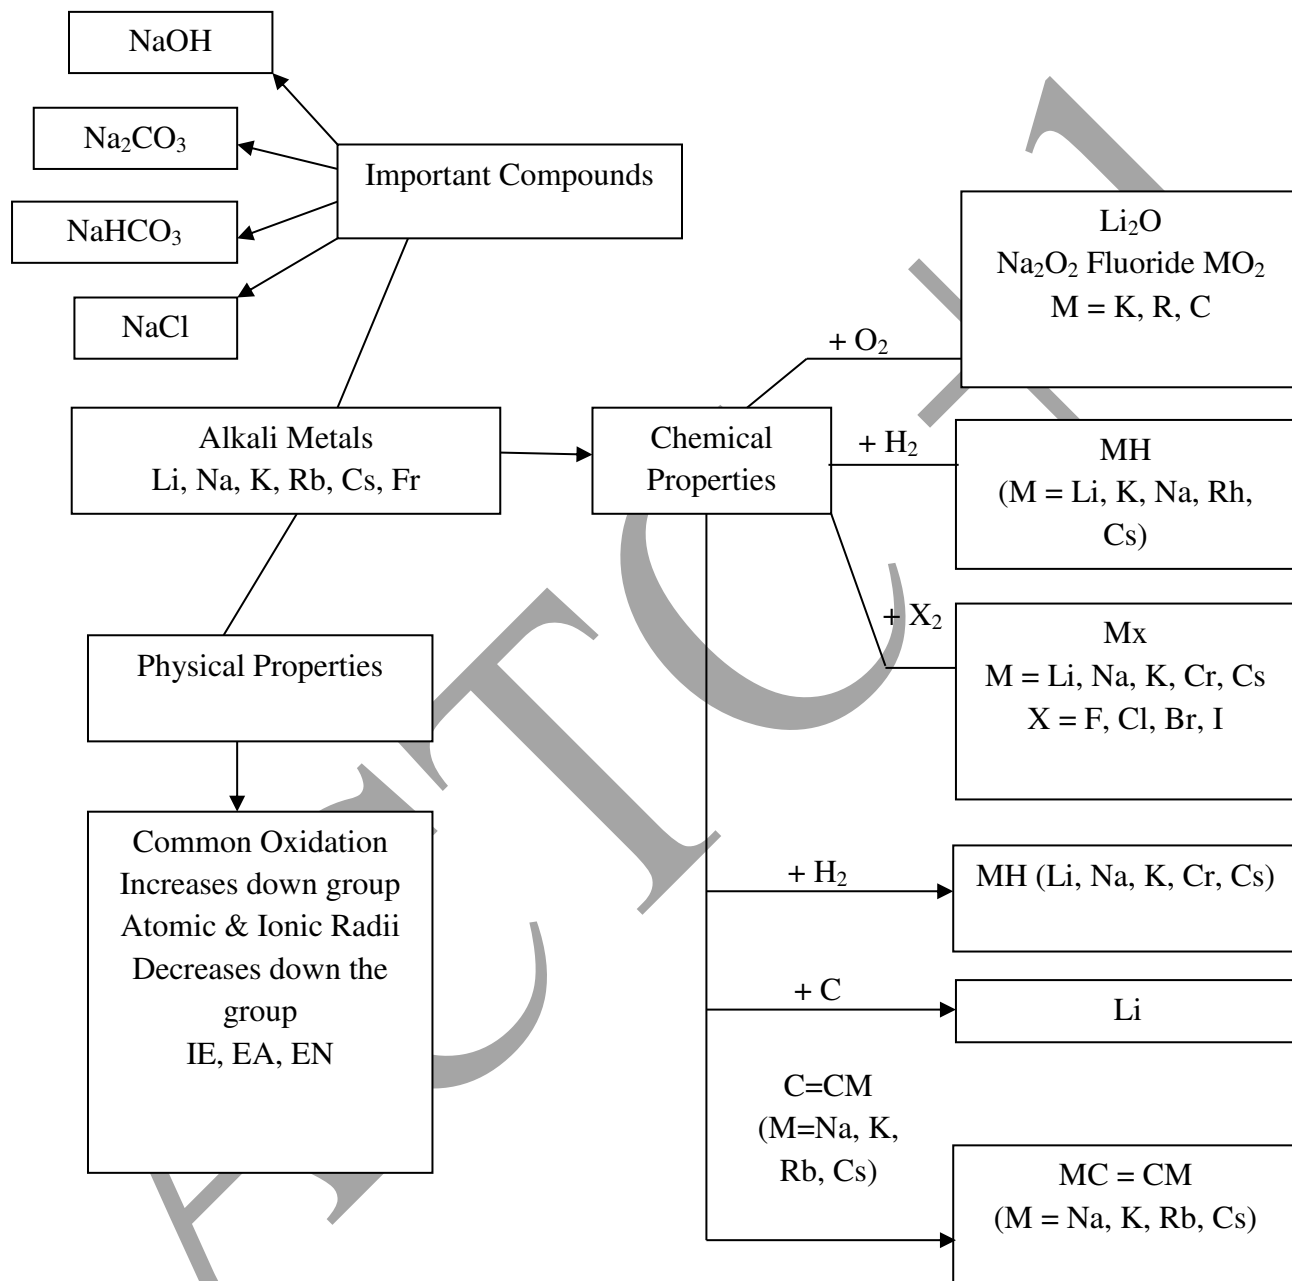 NaOH
Na₂CO₃
NaHCO₃
NaCl
Important Compounds
Li₂O
Na₂O₂ Fluoride MO₂
M = K, R, C
+ O₂
Alkali Metals
Li, Na, K, Rb, Cs, Fr
Chemical
Properties
+ H₂
MH
(M = Li, K, Na, Rh,
Cs)
+ X₂
Mx
M = Li, Na, K, Cr, Cs
X = F, Cl, Br, I
Physical Properties
Common Oxidation
Increases down group
Atomic & Ionic Radii
Decreases down the
group
IE, EA, EN
+ H₂
MH (Li, Na, K, Cr, Cs)
+ C
Li
C=CM
(M=Na, K,
Rb, Cs)
MC = CM
(M = Na, K, Rb, Cs)